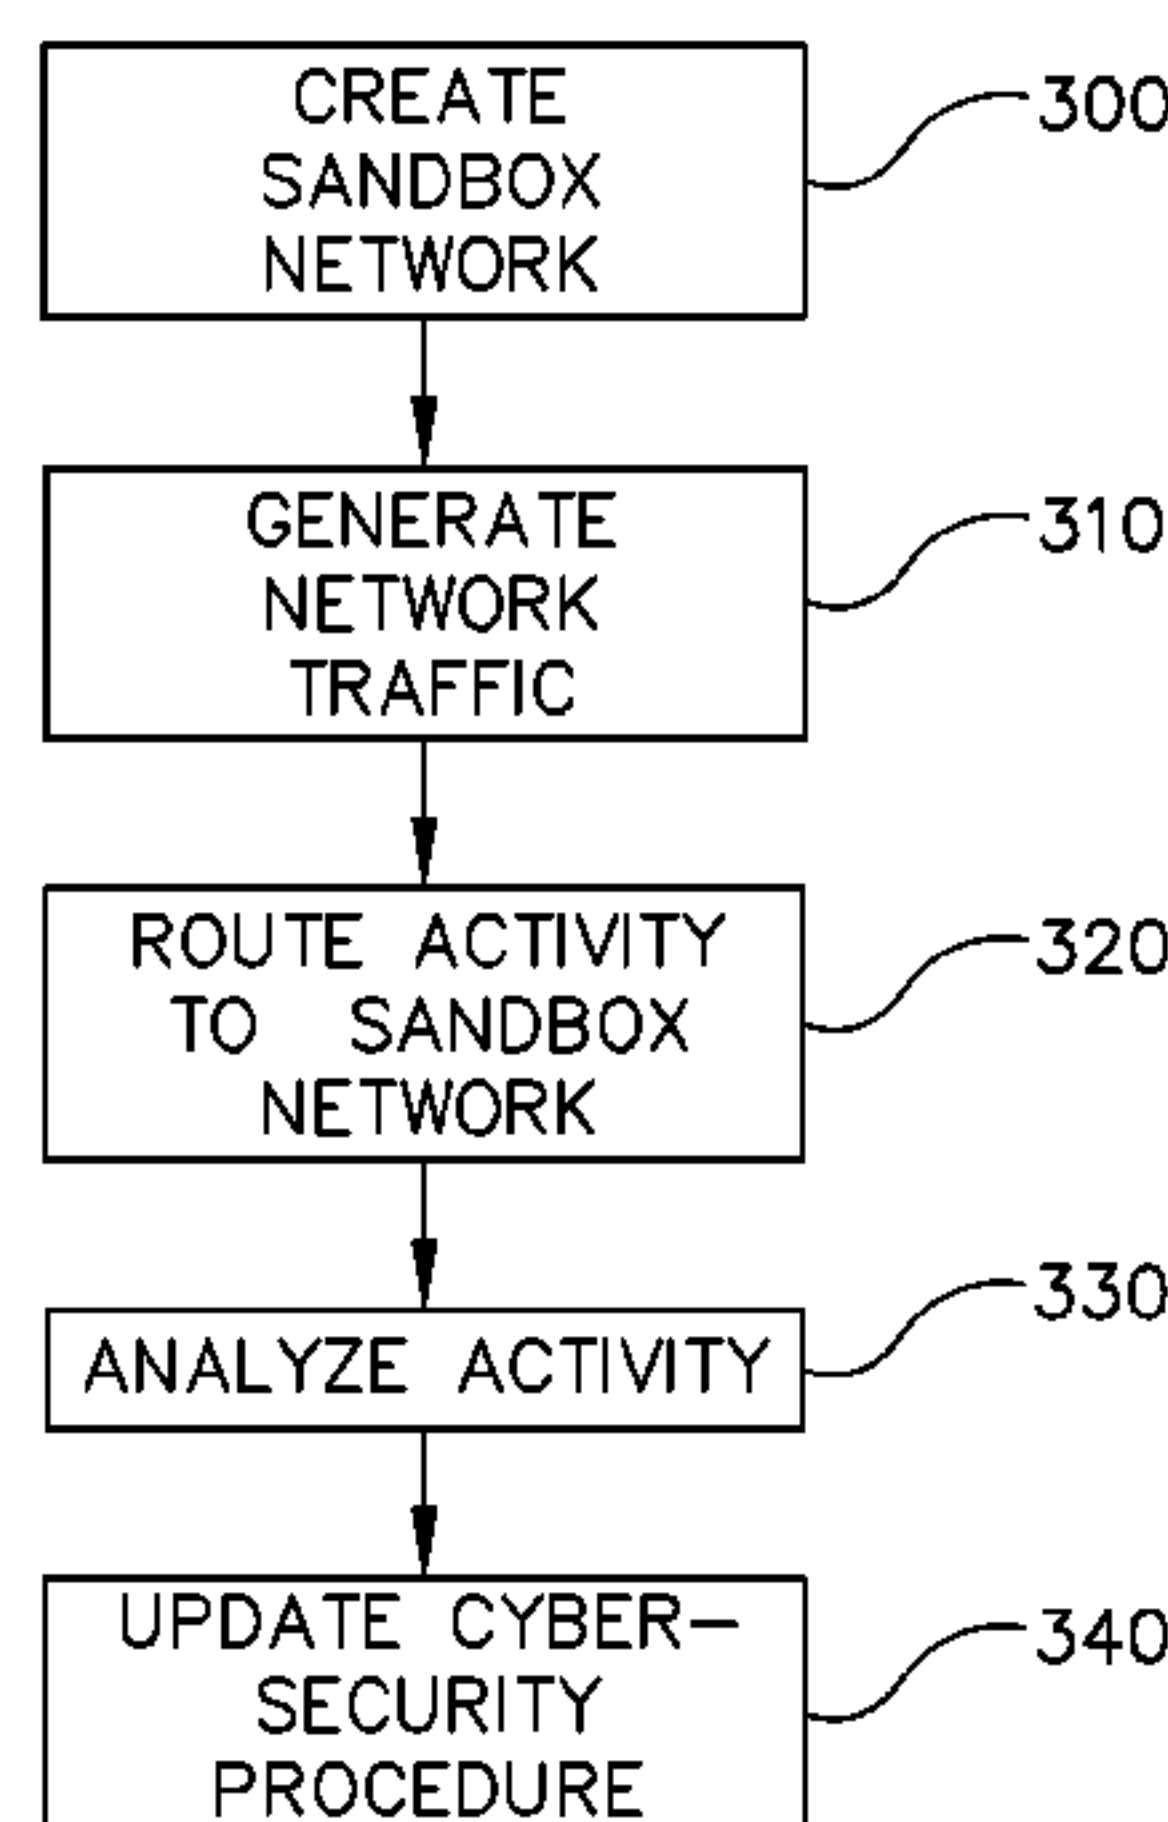 CREATE
SANDBOX
NETWORK
300
GENERATE
NETWORK
TRAFFIC
310
ROUTE ACTIVITY
TO SANDBOX
NETWORK
320
ANALYZE ACTIVITY
330
UPDATE CYBER-
SECURITY
PROCEDURE
340